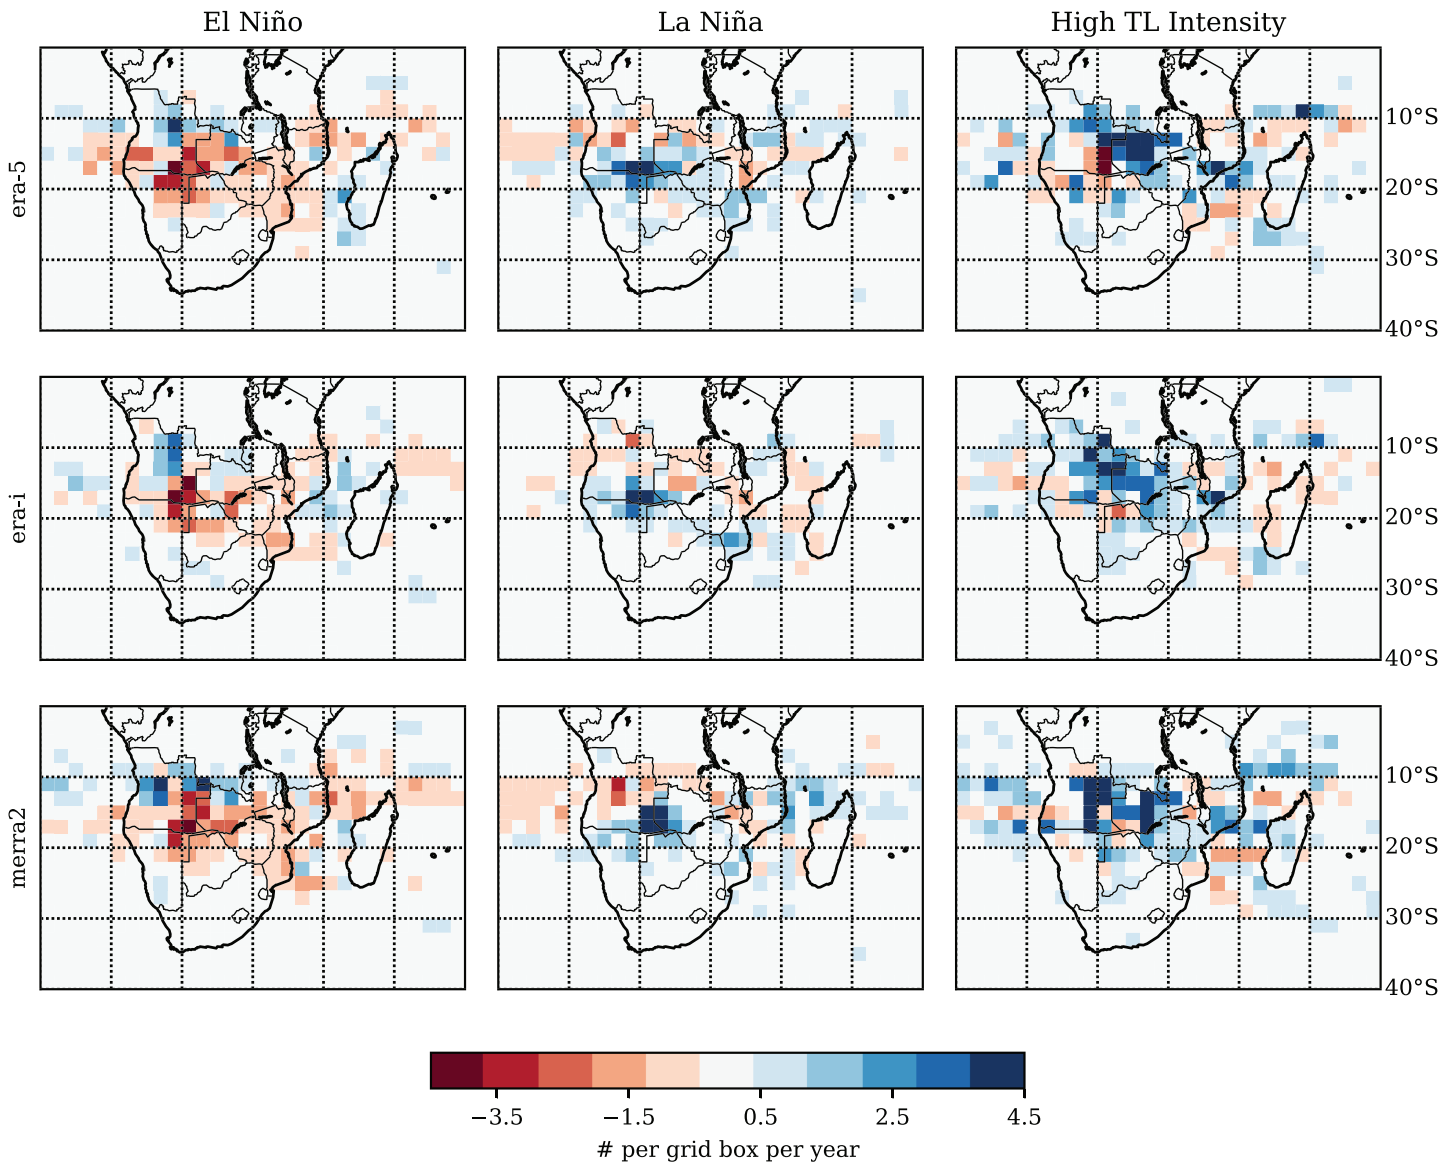 El Niño
La Niña
High TL Intensity
era-5
10°S
20°S
30°S
40°S
era-i
10°S
20°S
30°S
40°S
merra2
10°S
20°S
30°S
40°S
−3.5
−1.5
0.5
2.5
4.5
# per grid box per year